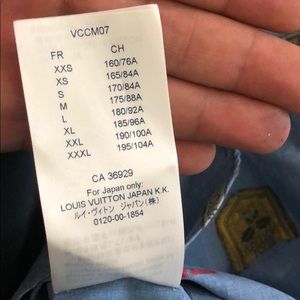 VCCM07
FR CH
XXS 160/76A
XS 165/84A
S 170/84A
M 175/88A
L 180/92A
XL 185/96A
XXL 190/100A
XXXL 195/104A
CA 36929
For Japan only:
LOUIS VUITTON JAPAN K.K.
ルイ・ヴィトン ジャパン(株)
0120-00-1854